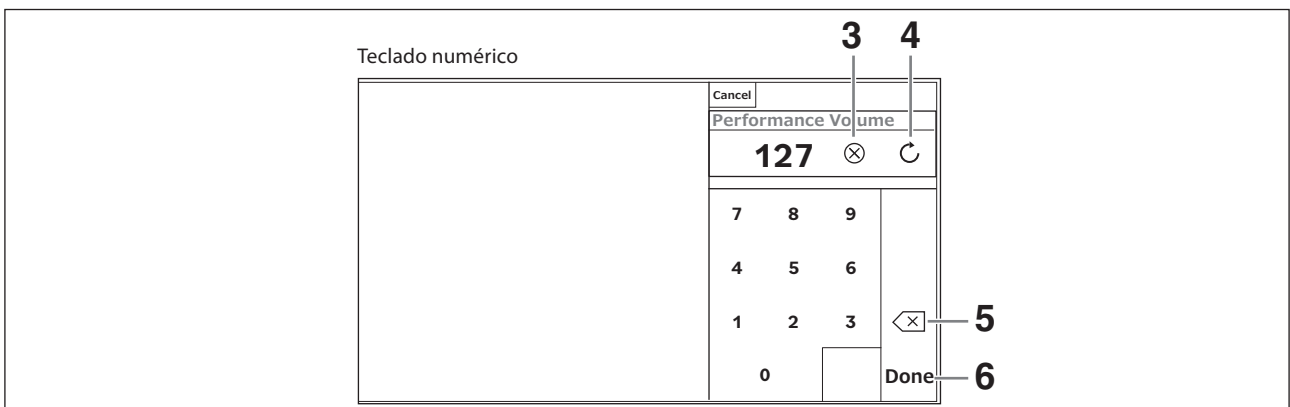 3 4
Teclado numérico
Cancel
Performance Volume
127
7 8 9
4 5 6
1 2 3 5
0 Done 6